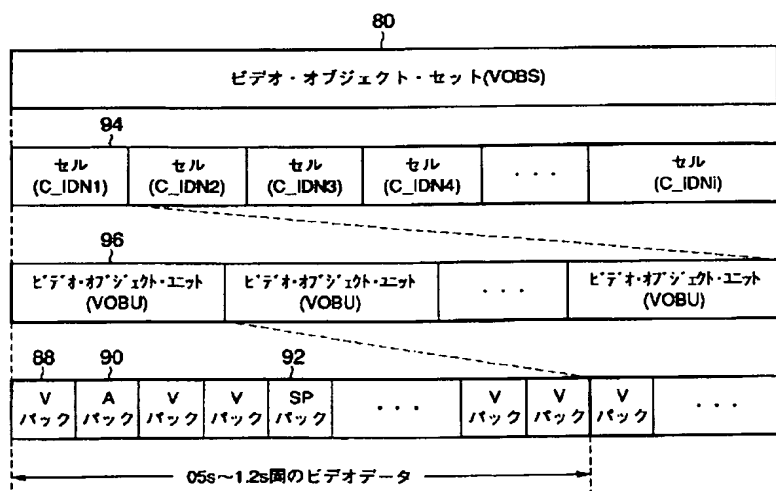 80
ビデオ・オブジェクト・セット(VOBS)
94
セル
(C_IDN1)
セル
(C_IDN2)
セル
(C_IDN3)
セル
(C_IDN4)
・・・
セル
(C_IDNi)
96
ビデオ・オブジェクト・ユニット
(VOBU)
ビデオ・オブジェクト・ユニット
(VOBU)
・・・
ビデオ・オブジェクト・ユニット
(VOBU)
88
90
92
V
パック
A
パック
V
パック
V
パック
SP
パック
・・・
V
パック
V
パック
V
パック
・・・
05s～1.2s間のビデオデータ